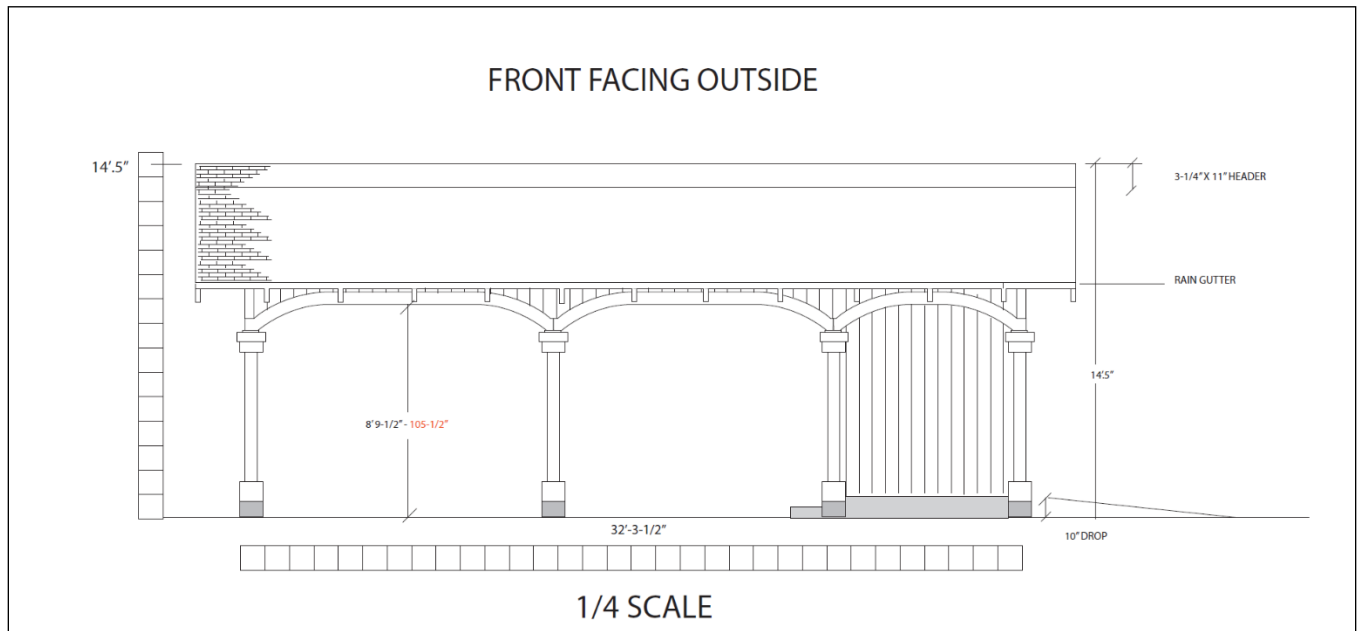 FRONT FACING OUTSIDE
14'.5"
3-1/4" X 11" HEADER
RAIN GUTTER
14'.5"
8' 9-1/2" - 105-1/2"
32'-3-1/2"
10" DROP
1/4 SCALE